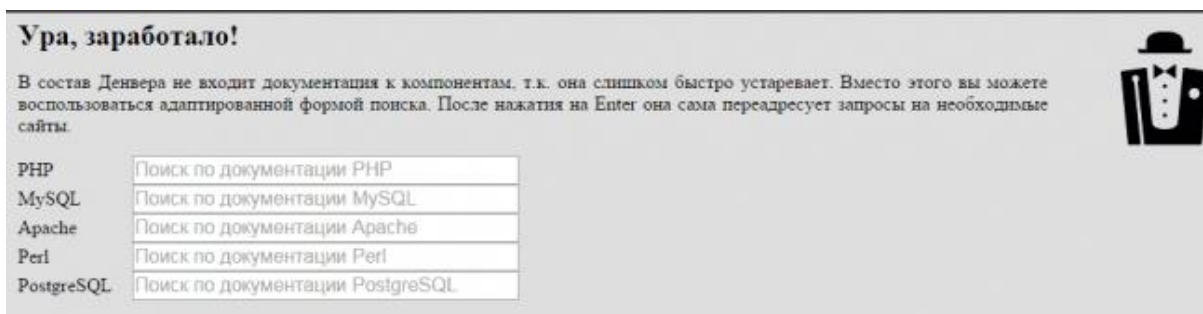 Ура, заработало!
В состав Денвера не входит документация к компонентам, т.к. она слишком быстро устаревает. Вместо этого вы можете
воспользоваться адаптированной формой поиска. После нажатия на Enter она сама переадресует запросы на необходимые
сайты.
PHP Поиск по документации PHP
MySQL Поиск по документации MySQL
Apache Поиск по документации Apache
Perl Поиск по документации Perl
PostgreSQL Поиск по документации PostgreSQL